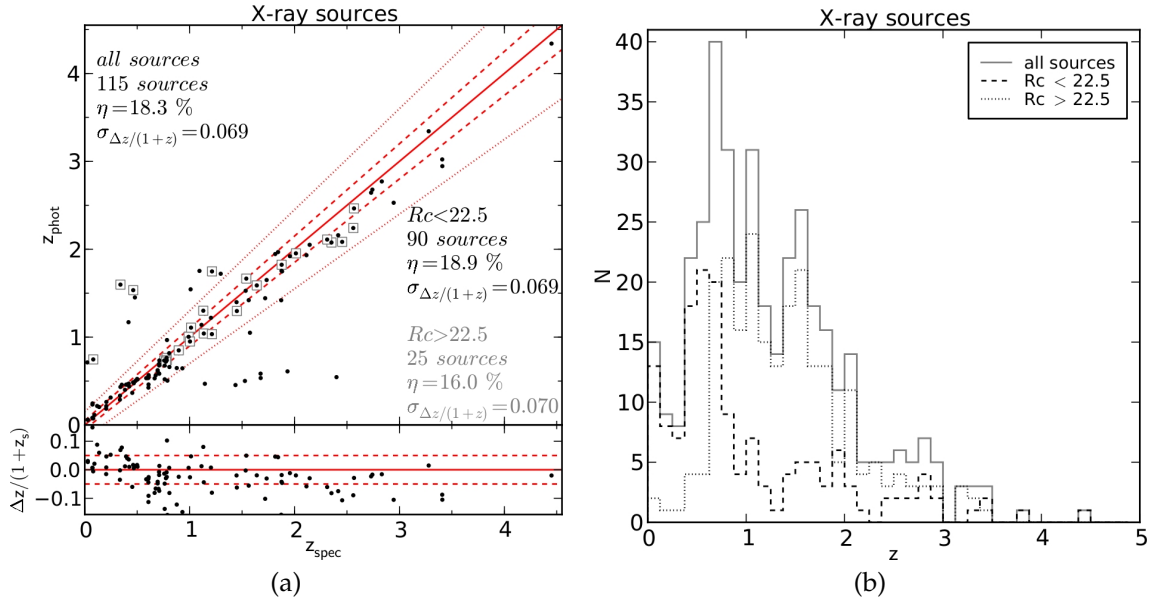 X-ray sources
all sources
115 sources
η=18.3 %
σΔz/(1+z)=0.069
Rc<22.5
90 sources
η=18.9 %
σΔz/(1+z)=0.069
Rc>22.5
25 sources
η=16.0 %
σΔz/(1+z)=0.070
4
3
2
1
0
zphot
0.1
0.0
−0.1
Δz/(1+zs)
0 1 2 3 4
zspec
(a)
X-ray sources
all sources
Rc < 22.5
Rc > 22.5
40
35
30
25
20
15
10
5
0
N
0 1 2 3 4 5
z
(b)